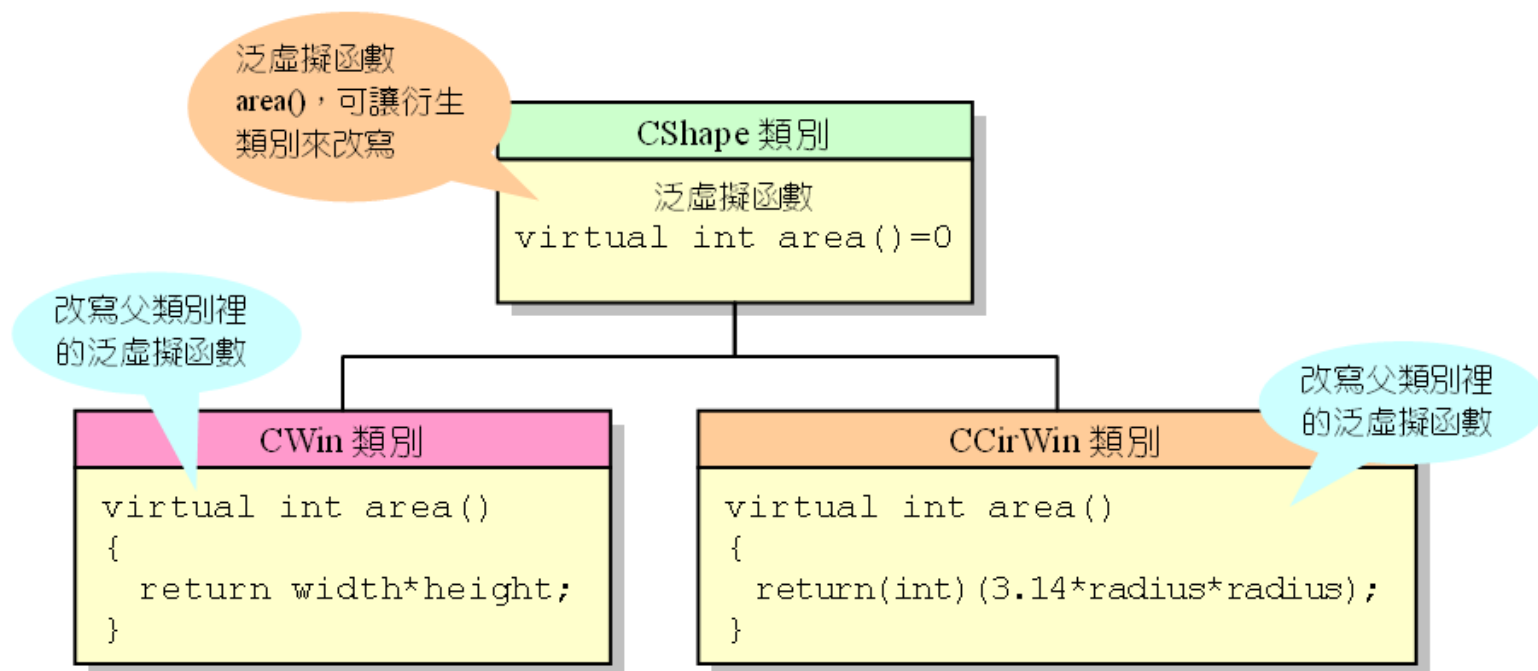 泛虛擬函數
area()，可讓衍生
類別來改寫
CShape 類別
泛虛擬函數
virtual int area()=0
改寫父類別裡
的泛虛擬函數
CWin 類別
virtual int area()
{
return width*height;
}
改寫父類別裡
的泛虛擬函數
CCirWin 類別
virtual int area()
{
return(int)(3.14*radius*radius);
}